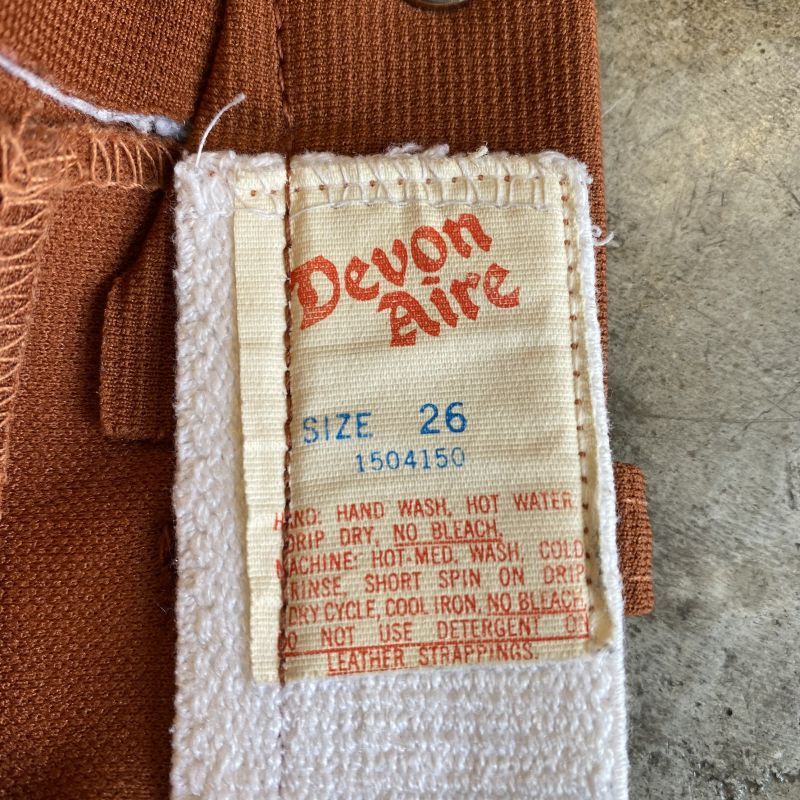 Devon
Aire
SIZE 26
1504150
HAND. HAND WASH, HOT WATER
DRIP DRY, NO BLEACH.
MACHINE: HOT-MED. WASH, COLD
RINSE, SHORT SPIN ON DRIP
DRY CYCLE, COOL IRON, NO BLEACH
DO NOT USE DETERGENT ON
LEATHER STRAPPINGS.